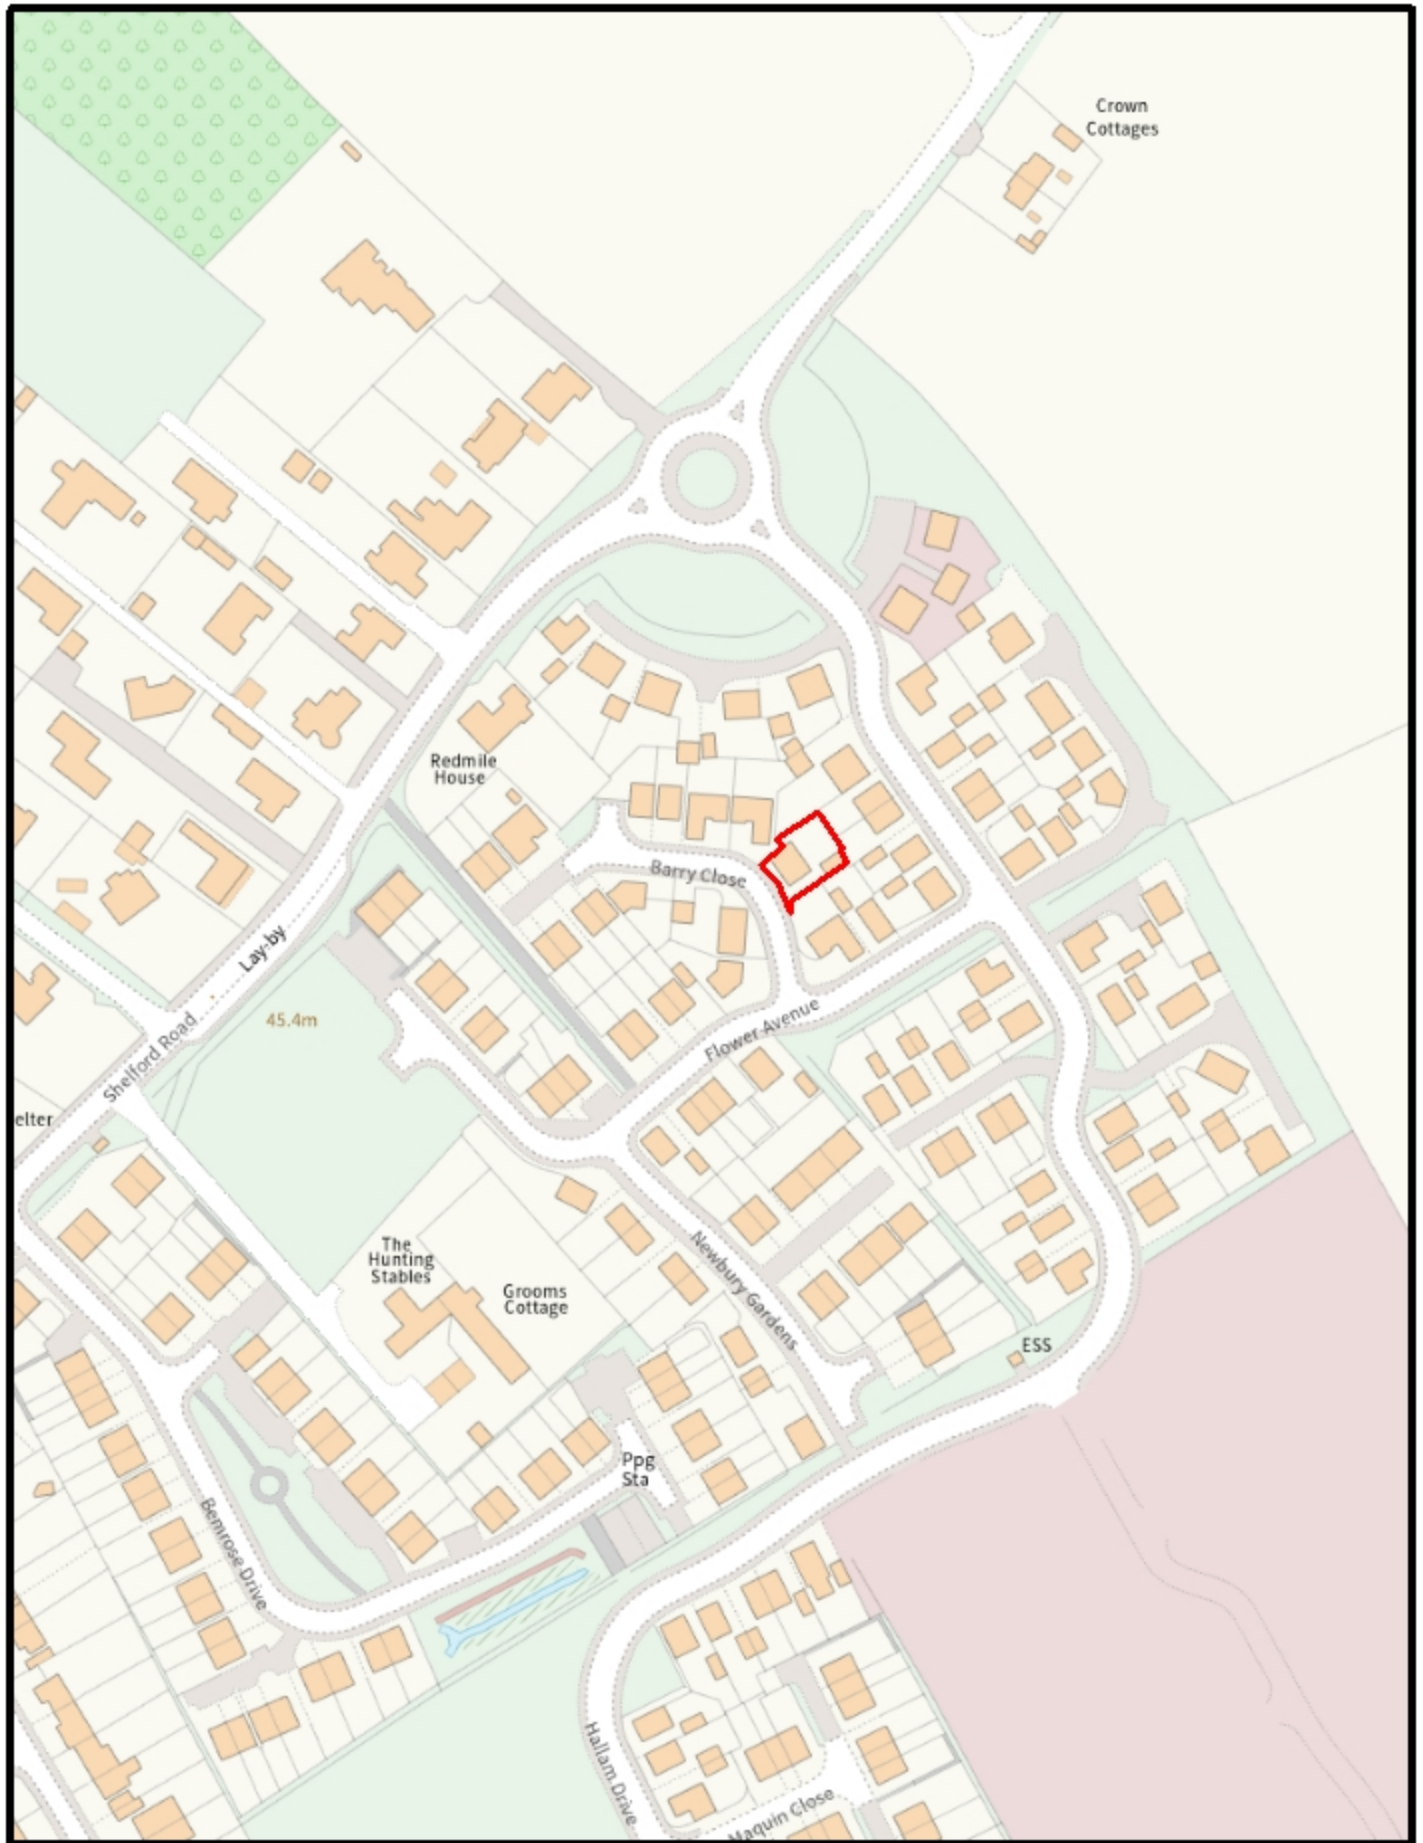 Crown
Cottages
Redmile
House
Barry Close
Lay-by
45.4m
Flower Avenue
Shelford Road
elter
The
Hunting
Stables
Grooms
Cottage
Newbury Gardens
ESS
Ppg
Sta
Bemrose Drive
Hallam Drive
Maquin Close